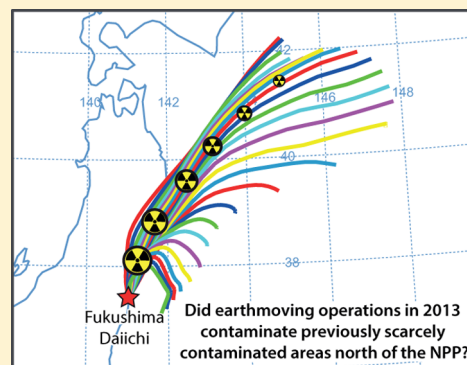 42
140
142
146
148
40
38
Fukushima
Daiichi
Did earthmoving operations in 2013
contaminate previously scarcely
contaminated areas north of the NPP?